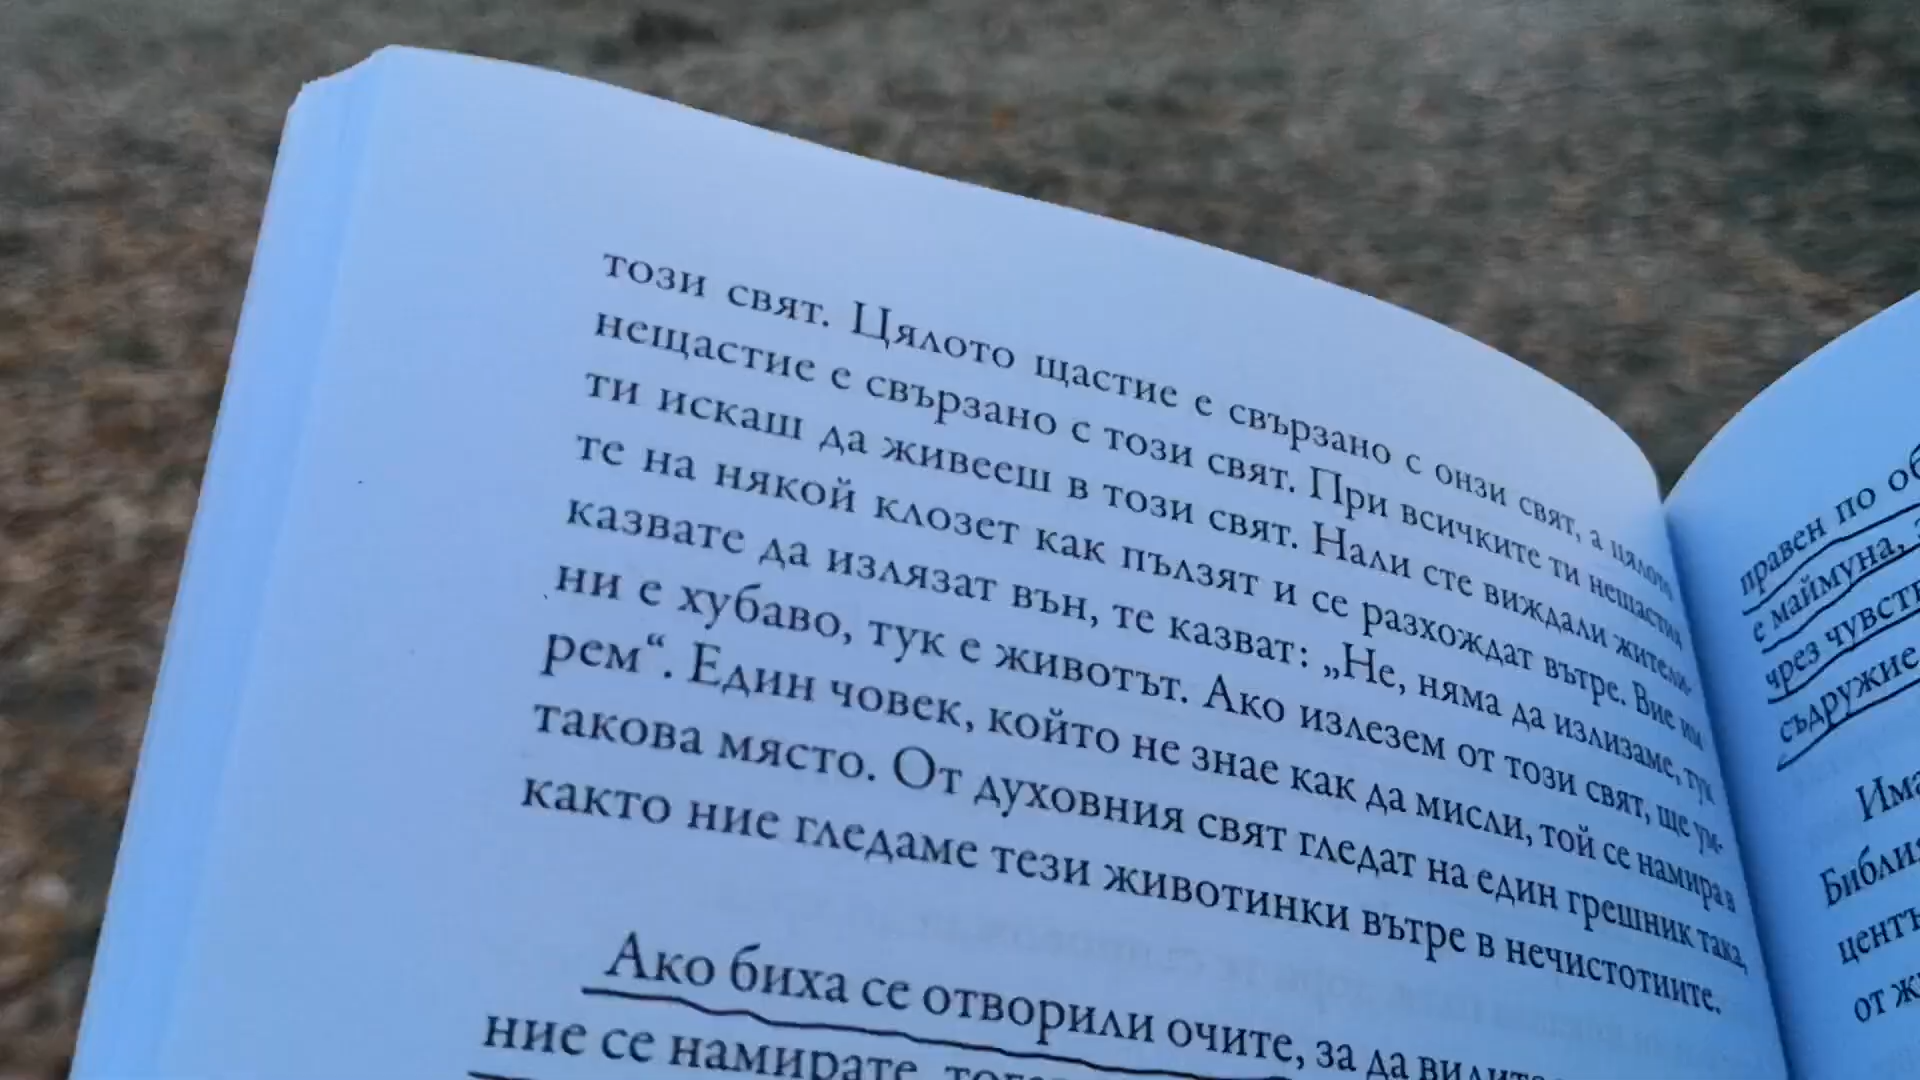 този свят. Цялото щастие е свързано с онзи свят, а цялото
нещастие е свързано с този свят. При всичките ти нещастия
ти искаш да живееш в този свят. Нали сте виждали жители-
те на някой клозет как пълзят и се разхождат вътре. Вие им
казвате да излязат вън, те казват: „Не, няма да излизаме, тук
ни е хубаво, тук е животът. Ако излезем от този свят, ще ум-
рем“. Един човек, който не знае как да мисли, той се намира в
такова място. От духовния свят гледат на един грешник така,
както ние гледаме тези животинки вътре в нечистотиите.
Ако биха се отворили очите, за да
ние се намирате,
правен по
е маймуна,
чрез
съдружие
Има
от